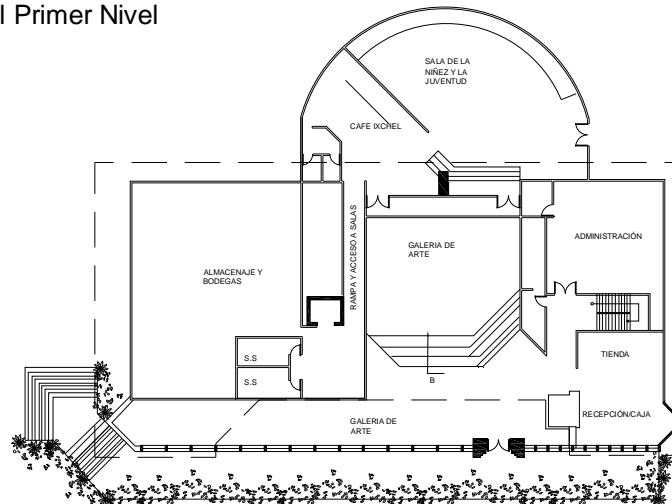 l Primer Nivel
SALA DE LA
NIÑEZ Y LA
JUVENTUD
CAFE IXCHEL
RAMPA Y ACCESO A SALAS
ADMINISTRACIÓN
GALERIA DE
ARTE
ALMACENAJE Y
BODEGAS
S.S
S.S
TIENDA
B
RECEPCIÓN/CAJA
GALERIA DE
ARTE